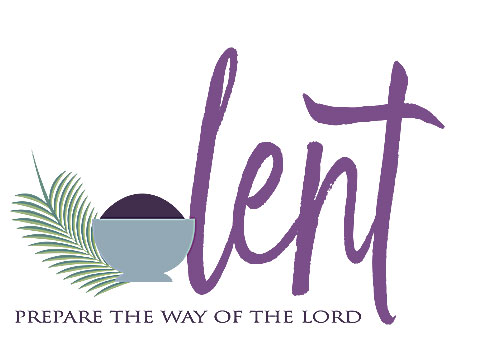 lent
PREPARE THE WAY OF THE LORD